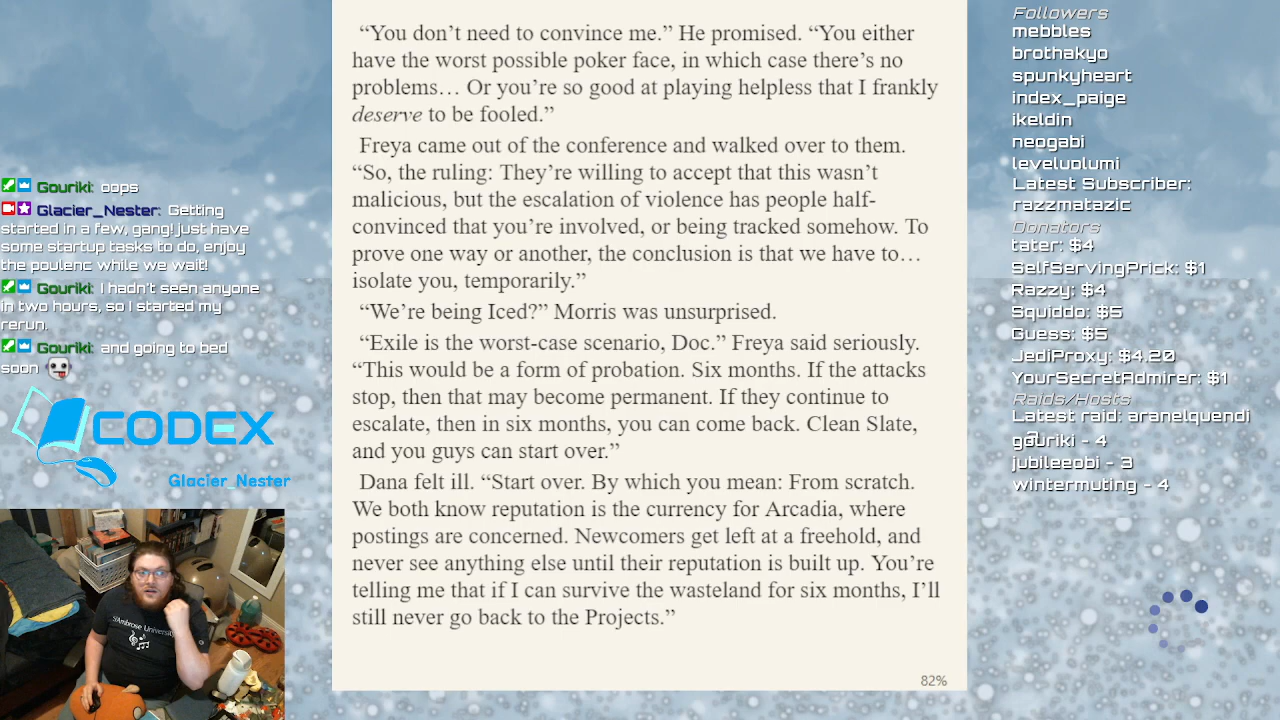 Gouriki: oops
Glacier_Nester: Getting
started in a few, gang! just have
some startup tasks to do, enjoy
the poulenc while we wait!
Gouriki: I hadn't seen anyone
in two hours, so I started my
rerun.
Gouriki: and going to bed
soon
CODEX
Glacier_Nester
St. Ambrose University
“You don’t need to convince me.” He promised. “You either
have the worst possible poker face, in which case there’s no
problems… Or you’re so good at playing helpless that I frankly
deserve to be fooled.”
Freya came out of the conference and walked over to them.
“So, the ruling: They’re willing to accept that this wasn’t
malicious, but the escalation of violence has people half-
convinced that you’re involved, or being tracked somehow. To
prove one way or another, the conclusion is that we have to…
isolate you, temporarily.”
“We’re being Iced?” Morris was unsurprised.
“Exile is the worst-case scenario, Doc.” Freya said seriously.
“This would be a form of probation. Six months. If the attacks
stop, then that may become permanent. If they continue to
escalate, then in six months, you can come back. Clean Slate,
and you guys can start over.”
Dana felt ill. “Start over. By which you mean: From scratch.
We both know reputation is the currency for Arcadia, where
postings are concerned. Newcomers get left at a freehold, and
never see anything else until their reputation is built up. You’re
telling me that if I can survive the wasteland for six months, I’ll
still never go back to the Projects.”
82%
Followers
mebbles
brothakyo
spunkyheart
index_paige
ikeldin
neogabi
leveluolumi
Latest Subscriber:
razzmatazic
Donators
tater: $4
SelfServingPrick: $1
Razzy: $4
Squiddo: $5
Guess: $5
JediProxy: $4.20
YourSecretAdmirer: $1
Raids/Hosts
Latest raid: aranelquendi
gouriki - 4
jubileeobi - 3
wintermuting - 4